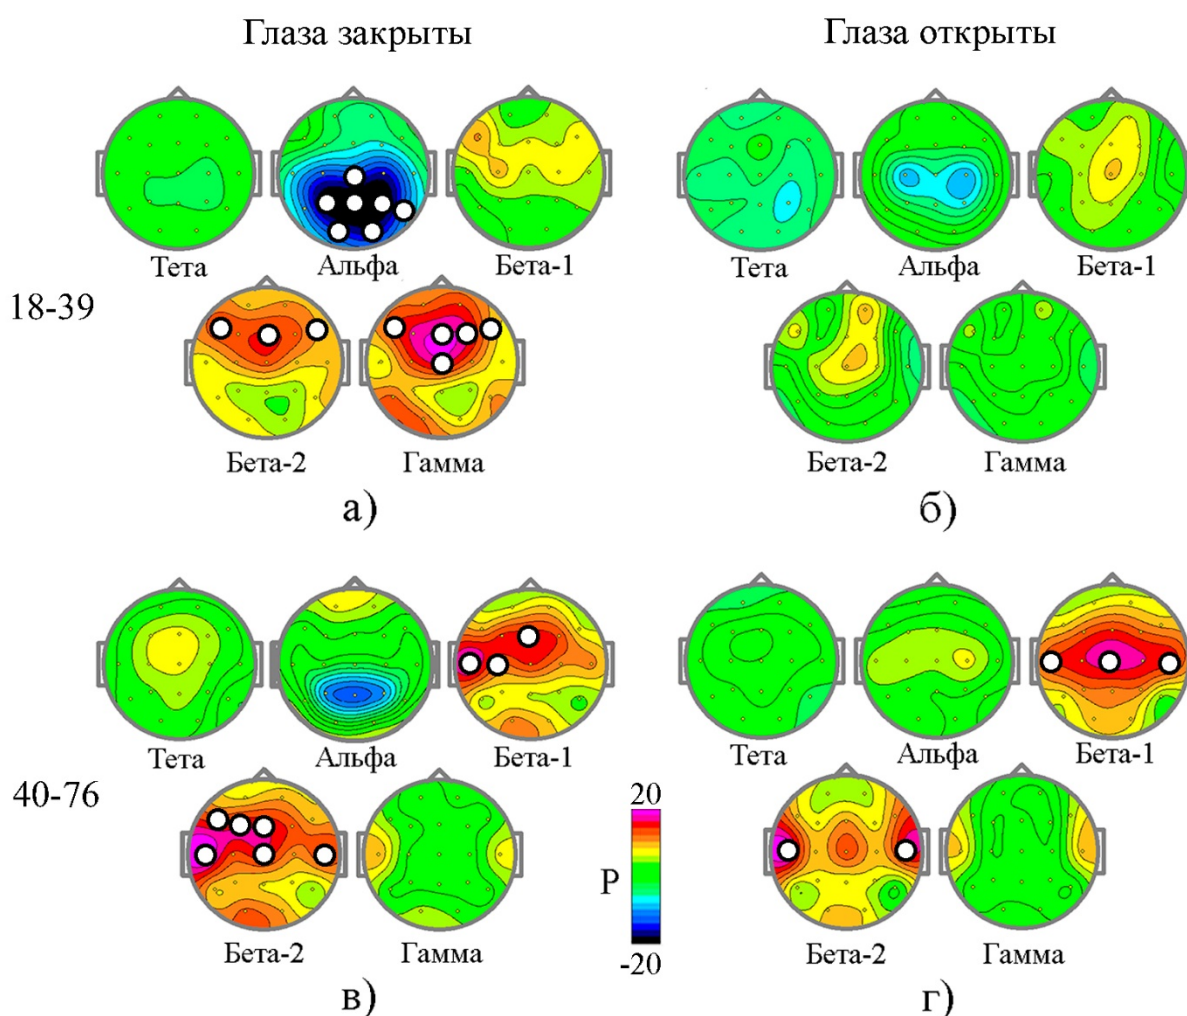 Глаза закрыты
Глаза открыты
18-39
Тета
Альфа
Бета-1
Бета-2
Гамма
а)
Тета
Альфа
Бета-1
Бета-2
Гамма
б)
40-76
Тета
Альфа
Бета-1
Бета-2
Гамма
в)
20
P
-20
Тета
Альфа
Бета-1
Бета-2
Гамма
г)